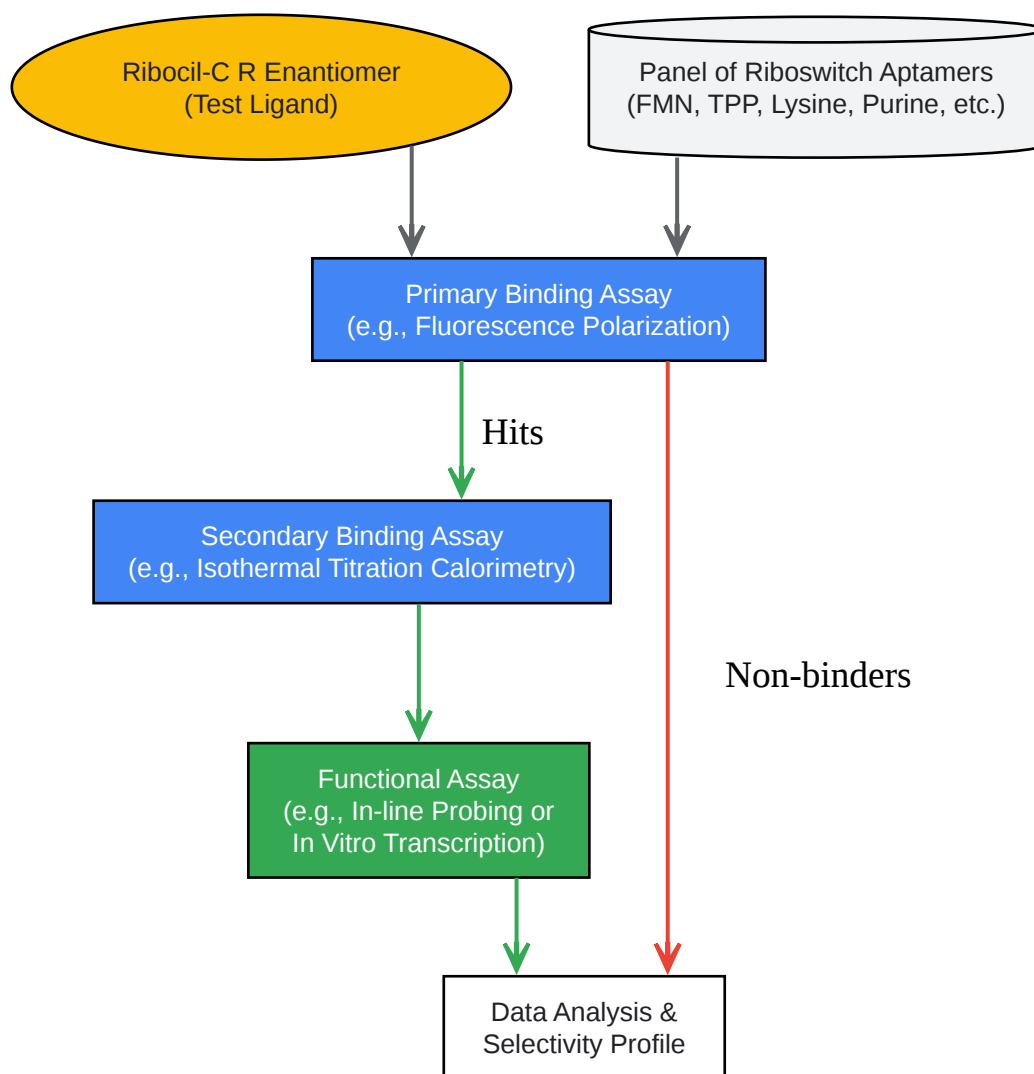 Ribocil-C R Enantiomer
(Test Ligand)
Panel of Riboswitch Aptamers
(FMN, TPP, Lysine, Purine, etc.)
Primary Binding Assay
(e.g., Fluorescence Polarization)
Hits
Secondary Binding Assay
(e.g., Isothermal Titration Calorimetry)
Non-binders
Functional Assay
(e.g., In-line Probing or
In Vitro Transcription)
Data Analysis &
Selectivity Profile